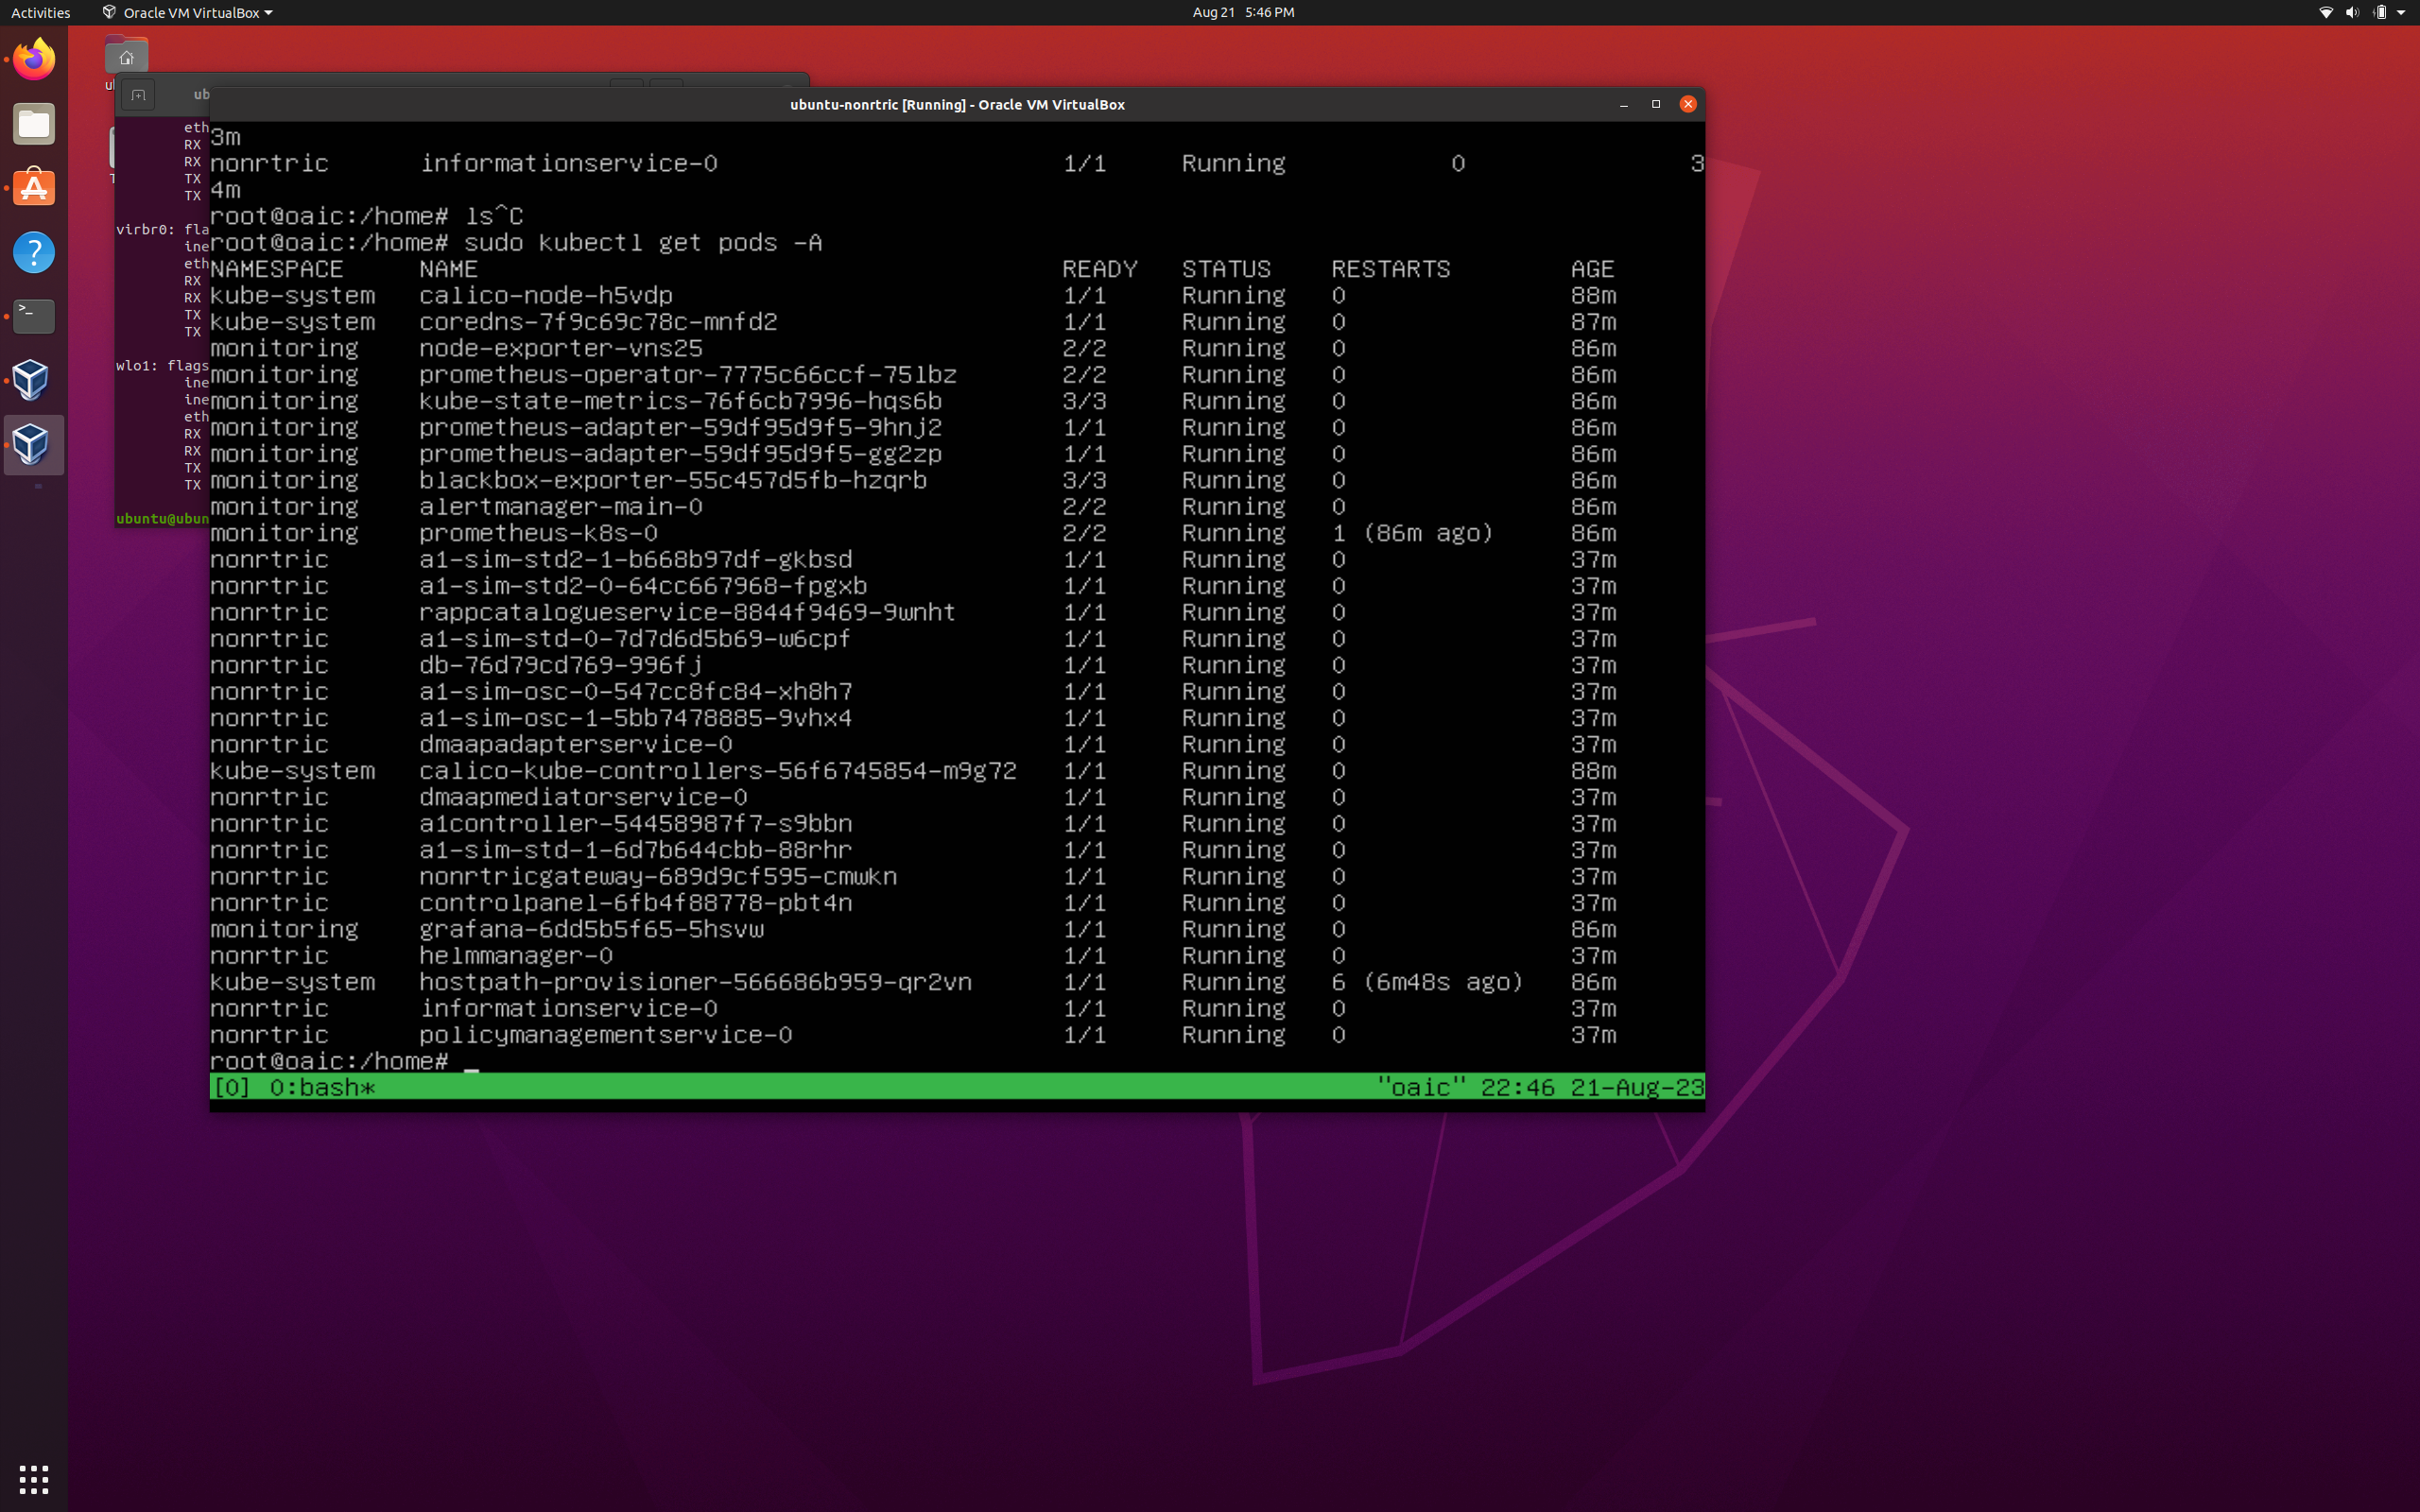 Activities Oracle VM VirtualBox Aug 21 5:46 PM
ub
ubuntu-nonrtric [Running] - Oracle VM VirtualBox
eth
RX
RX
TX
TX
virbr0: fla
ine
eth
RX
RX
TX
TX
wlo1: flags
ine
ine
eth
RX
RX
TX
TX
ubuntu@ubun
3m
nonrtric informationservice-0 1/1 Running 0 3
4m
root@oaic:/home# ls^C
root@oaic:/home# sudo kubectl get pods -A
NAMESPACE NAME READY STATUS RESTARTS AGE
kube-system calico-node-h5vdp 1/1 Running 0 88m
kube-system coredns-7f9c69c78c-mnfd2 1/1 Running 0 87m
monitoring node-exporter-vns25 2/2 Running 0 86m
monitoring prometheus-operator-7775c66ccf-75lbz 2/2 Running 0 86m
monitoring kube-state-metrics-76f6cb7996-hqs6b 3/3 Running 0 86m
monitoring prometheus-adapter-59df95d9f5-9hnj2 1/1 Running 0 86m
monitoring prometheus-adapter-59df95d9f5-gg2zp 1/1 Running 0 86m
monitoring blackbox-exporter-55c457d5fb-hzqrb 3/3 Running 0 86m
monitoring alertmanager-main-0 2/2 Running 0 86m
monitoring prometheus-k8s-0 2/2 Running 1 (86m ago) 86m
nonrtric a1-sim-std2-1-b668b97df-gkbsd 1/1 Running 0 37m
nonrtric a1-sim-std2-0-64cc667968-fpgxb 1/1 Running 0 37m
nonrtric rappcatalogueservice-8844f9469-9wnht 1/1 Running 0 37m
nonrtric a1-sim-std-0-7d7d6d5b69-w6cpf 1/1 Running 0 37m
nonrtric db-76d79cd769-996fj 1/1 Running 0 37m
nonrtric a1-sim-osc-0-547cc8fc84-xh8h7 1/1 Running 0 37m
nonrtric a1-sim-osc-1-5bb7478885-9vhx4 1/1 Running 0 37m
nonrtric dmaapadapterservice-0 1/1 Running 0 37m
kube-system calico-kube-controllers-56f6745854-m9g72 1/1 Running 0 88m
nonrtric dmaapmediatorservice-0 1/1 Running 0 37m
nonrtric a1controller-54458987f7-s9bbn 1/1 Running 0 37m
nonrtric a1-sim-std-1-6d7b644cbb-88rhr 1/1 Running 0 37m
nonrtric nonrtricgateway-689d9cf595-cmwkn 1/1 Running 0 37m
nonrtric controlpanel-6fb4f88778-pbt4n 1/1 Running 0 37m
monitoring grafana-6dd5b5f65-5hsvw 1/1 Running 0 86m
nonrtric helmmanager-0 1/1 Running 0 37m
kube-system hostpath-provisioner-566686b959-qr2vn 1/1 Running 6 (6m48s ago) 86m
nonrtric informationservice-0 1/1 Running 0 37m
nonrtric policymanagementservice-0 1/1 Running 0 37m
root@oaic:/home# _
[0] 0:bash* "oaic" 22:46 21-Aug-23